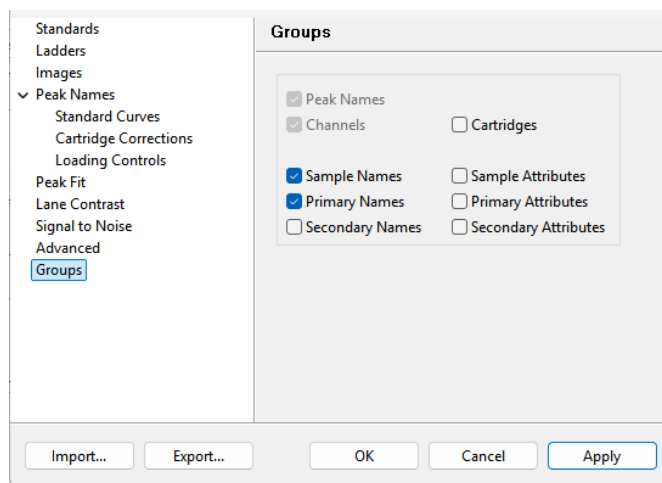 Standards
Ladders
Images
Peak Names
Standard Curves
Cartridge Corrections
Loading Controls
Peak Fit
Lane Contrast
Signal to Noise
Advanced
Groups
Groups
Peak Names
Channels
Cartridges
Sample Names
Sample Attributes
Primary Names
Primary Attributes
Secondary Names
Secondary Attributes
Import...
Export...
OK
Cancel
Apply